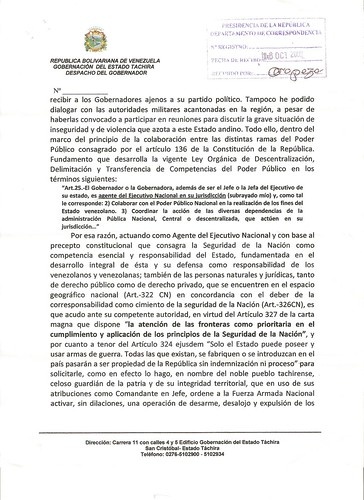 REPUBLICA BOLIVARIANA DE VENEZUELA
GOBERNACIÓN DEL ESTADO TACHIRA
DESPACHO DEL GOBERNADOR
PRESIDENCIA DE LA REPUBLICA
DEPARTAMENTO DE CORRESPONDENCIA
Nº REGISTRO:
FECHA DE RECIBO
RECIBIDO POR:
Nº
recibir a los Gobernadores ajenos a su partido político. Tampoco he podido
dialogar con las autoridades militares acantonadas en la región, a pesar de
haberlas convocado a participar en reuniones para discutir la grave situación de
inseguridad y de violencia que azota a este Estado andino. Todo ello, dentro del
marco del principio de la colaboración entre las distintas ramas del Poder
Público consagrado por el artículo 136 de la Constitución de la República.
Fundamento que desarrolla la vigente Ley Orgánica de Descentralización,
Delimitación y Transferencia de Competencias del Poder Público en los
términos siguientes:
"Art.25.-El Gobernador o la Gobernadora, además de ser el Jefe o la Jefa del Ejecutivo de
su estado, es agente del Ejecutivo Nacional en su jurisdicción (subrayado mío) y, como tal
le corresponde: 2) Colaborar con el Poder Público Nacional en la realización de los fines del
Estado venezolano. 3) Coordinar la acción de las diversas dependencias de la
administración Pública Nacional, Central o descentralizada, que actúen en su
jurisdicción..."
Por esa razón, actuando como Agente del Ejecutivo Nacional y con base al
precepto constitucional que consagra la Seguridad de la Nación como
competencia esencial y responsabilidad del Estado, fundamentada en el
desarrollo integral de ésta y su defensa como responsabilidad de los
venezolanos y venezolanas; también de las personas naturales y jurídicas, tanto
de derecho público como de derecho privado, que se encuentren en el espacio
geográfico nacional (Art.-322 CN) en concordancia con el deber de la
corresponsabilidad como cimiento de la seguridad de la Nación (Art.-326CN), es
que acudo ante su competente autoridad, en virtud del Artículo 327 de la carta
magna que dispone "la atención de las fronteras como prioritaria en el
cumplimiento y aplicación de los principios de la Seguridad de la Nación", y
por cuanto a tenor del Artículo 324 ejusdem "Solo el Estado puede poseer y
usar armas de guerra. Todas las que existan, se fabriquen o se introduzcan en el
país pasarán a ser propiedad de la República sin indemnización ni proceso" para
solicitarle, como en efecto lo hago, en nombre del noble pueblo tachirense,
celoso guardián de la patria y de su integridad territorial, que en uso de sus
atribuciones como Comandante en Jefe, ordene a la Fuerza Armada Nacional
activar, sin dilaciones, una operación de desarme, desalojo y expulsión de los
Dirección: Carrera 11 con calles 4 y 5 Edificio Gobernación del Estado Táchira
San Cristóbal- Estado Táchira
Teléfono: 0276-5102900 - 5102934